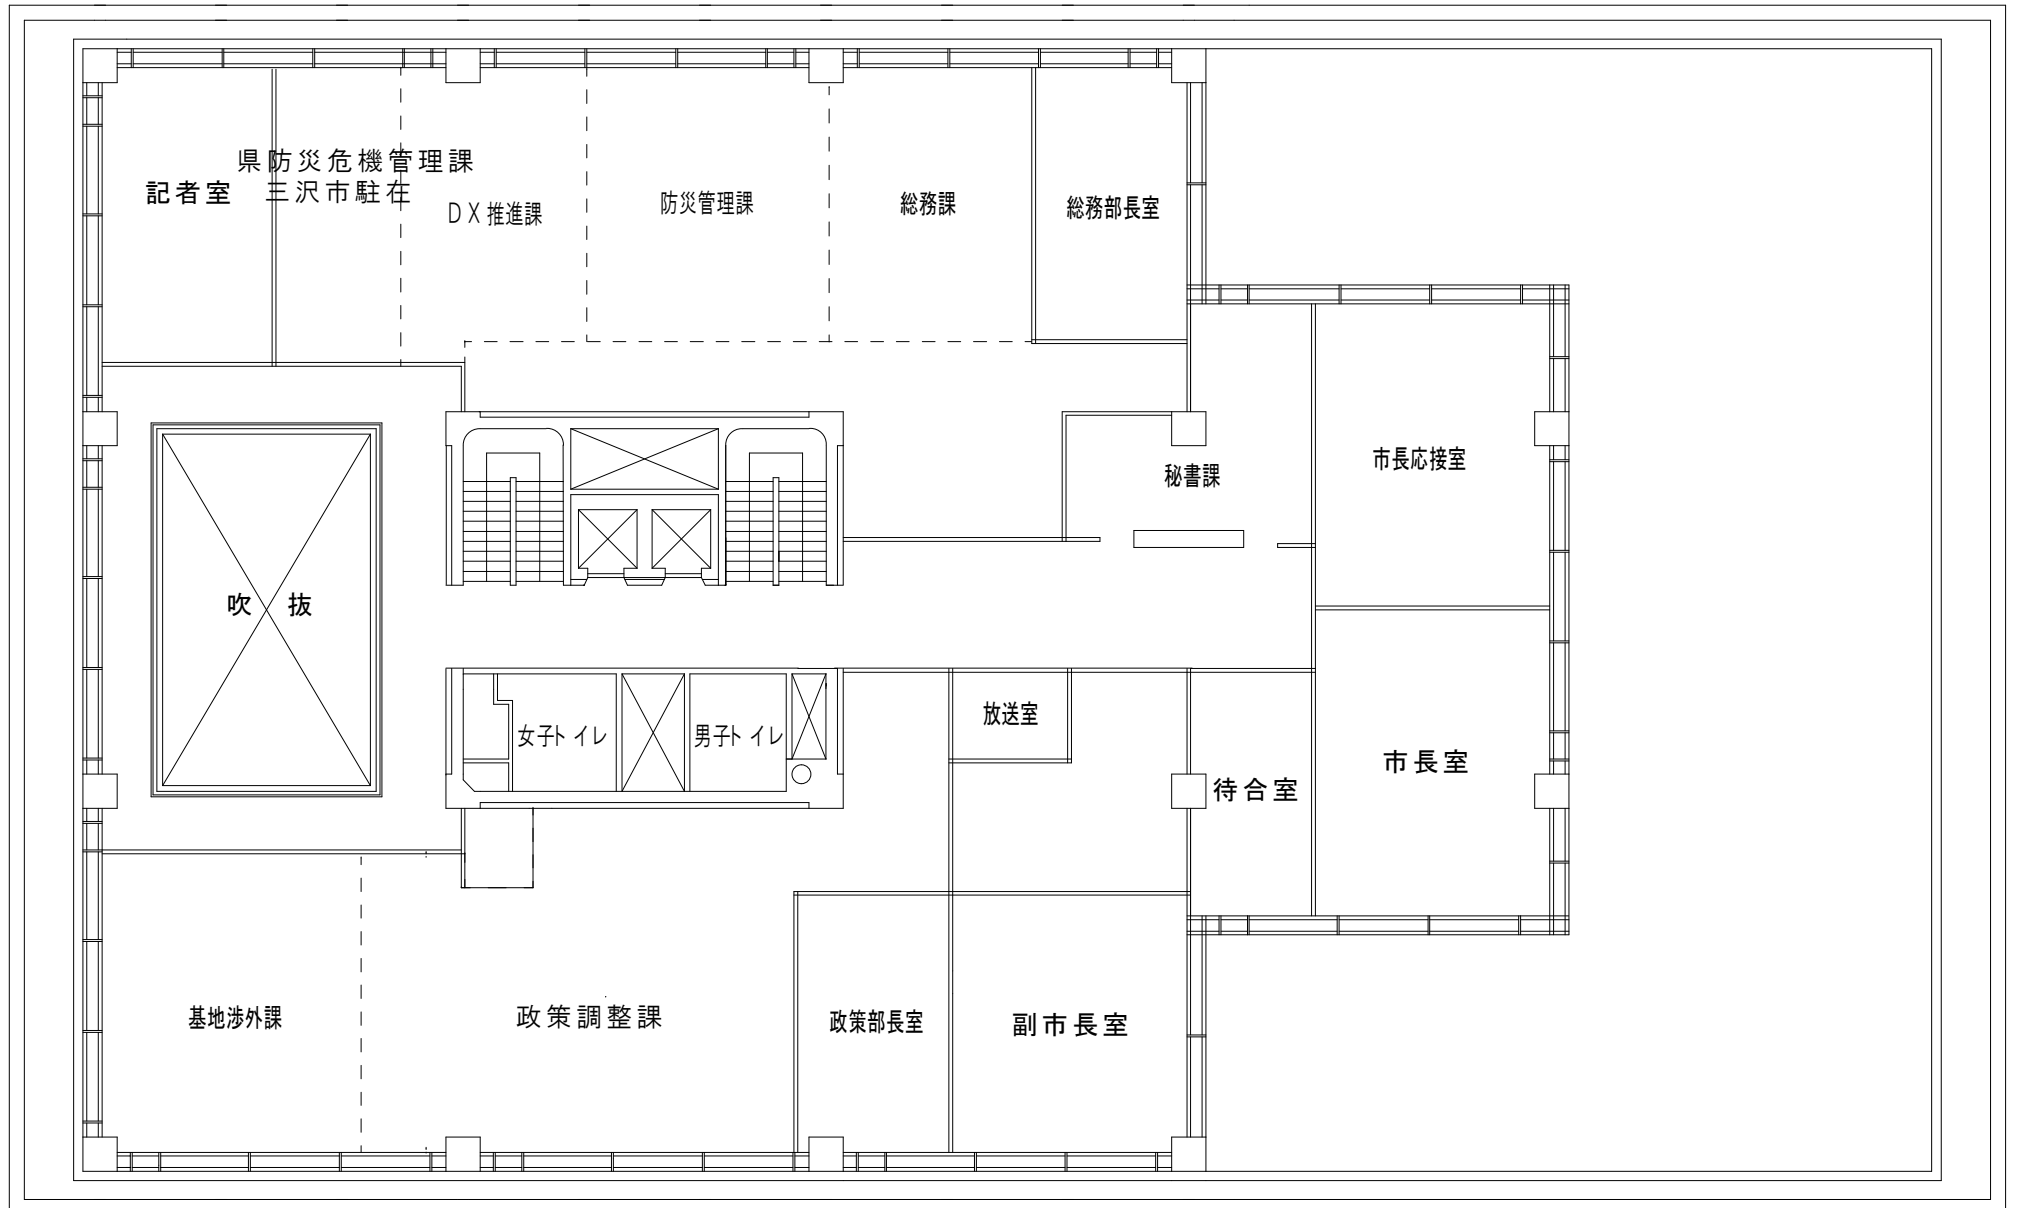 県防災危機管理課
三沢市駐在
記者室
DX推進課
防災管理課
総務課
総務部長室
市長応接室
秘書課
吹抜
女子トイレ
男子トイレ
放送室
待合室
市長室
基地渉外課
政策調整課
政策部長室
副市長室